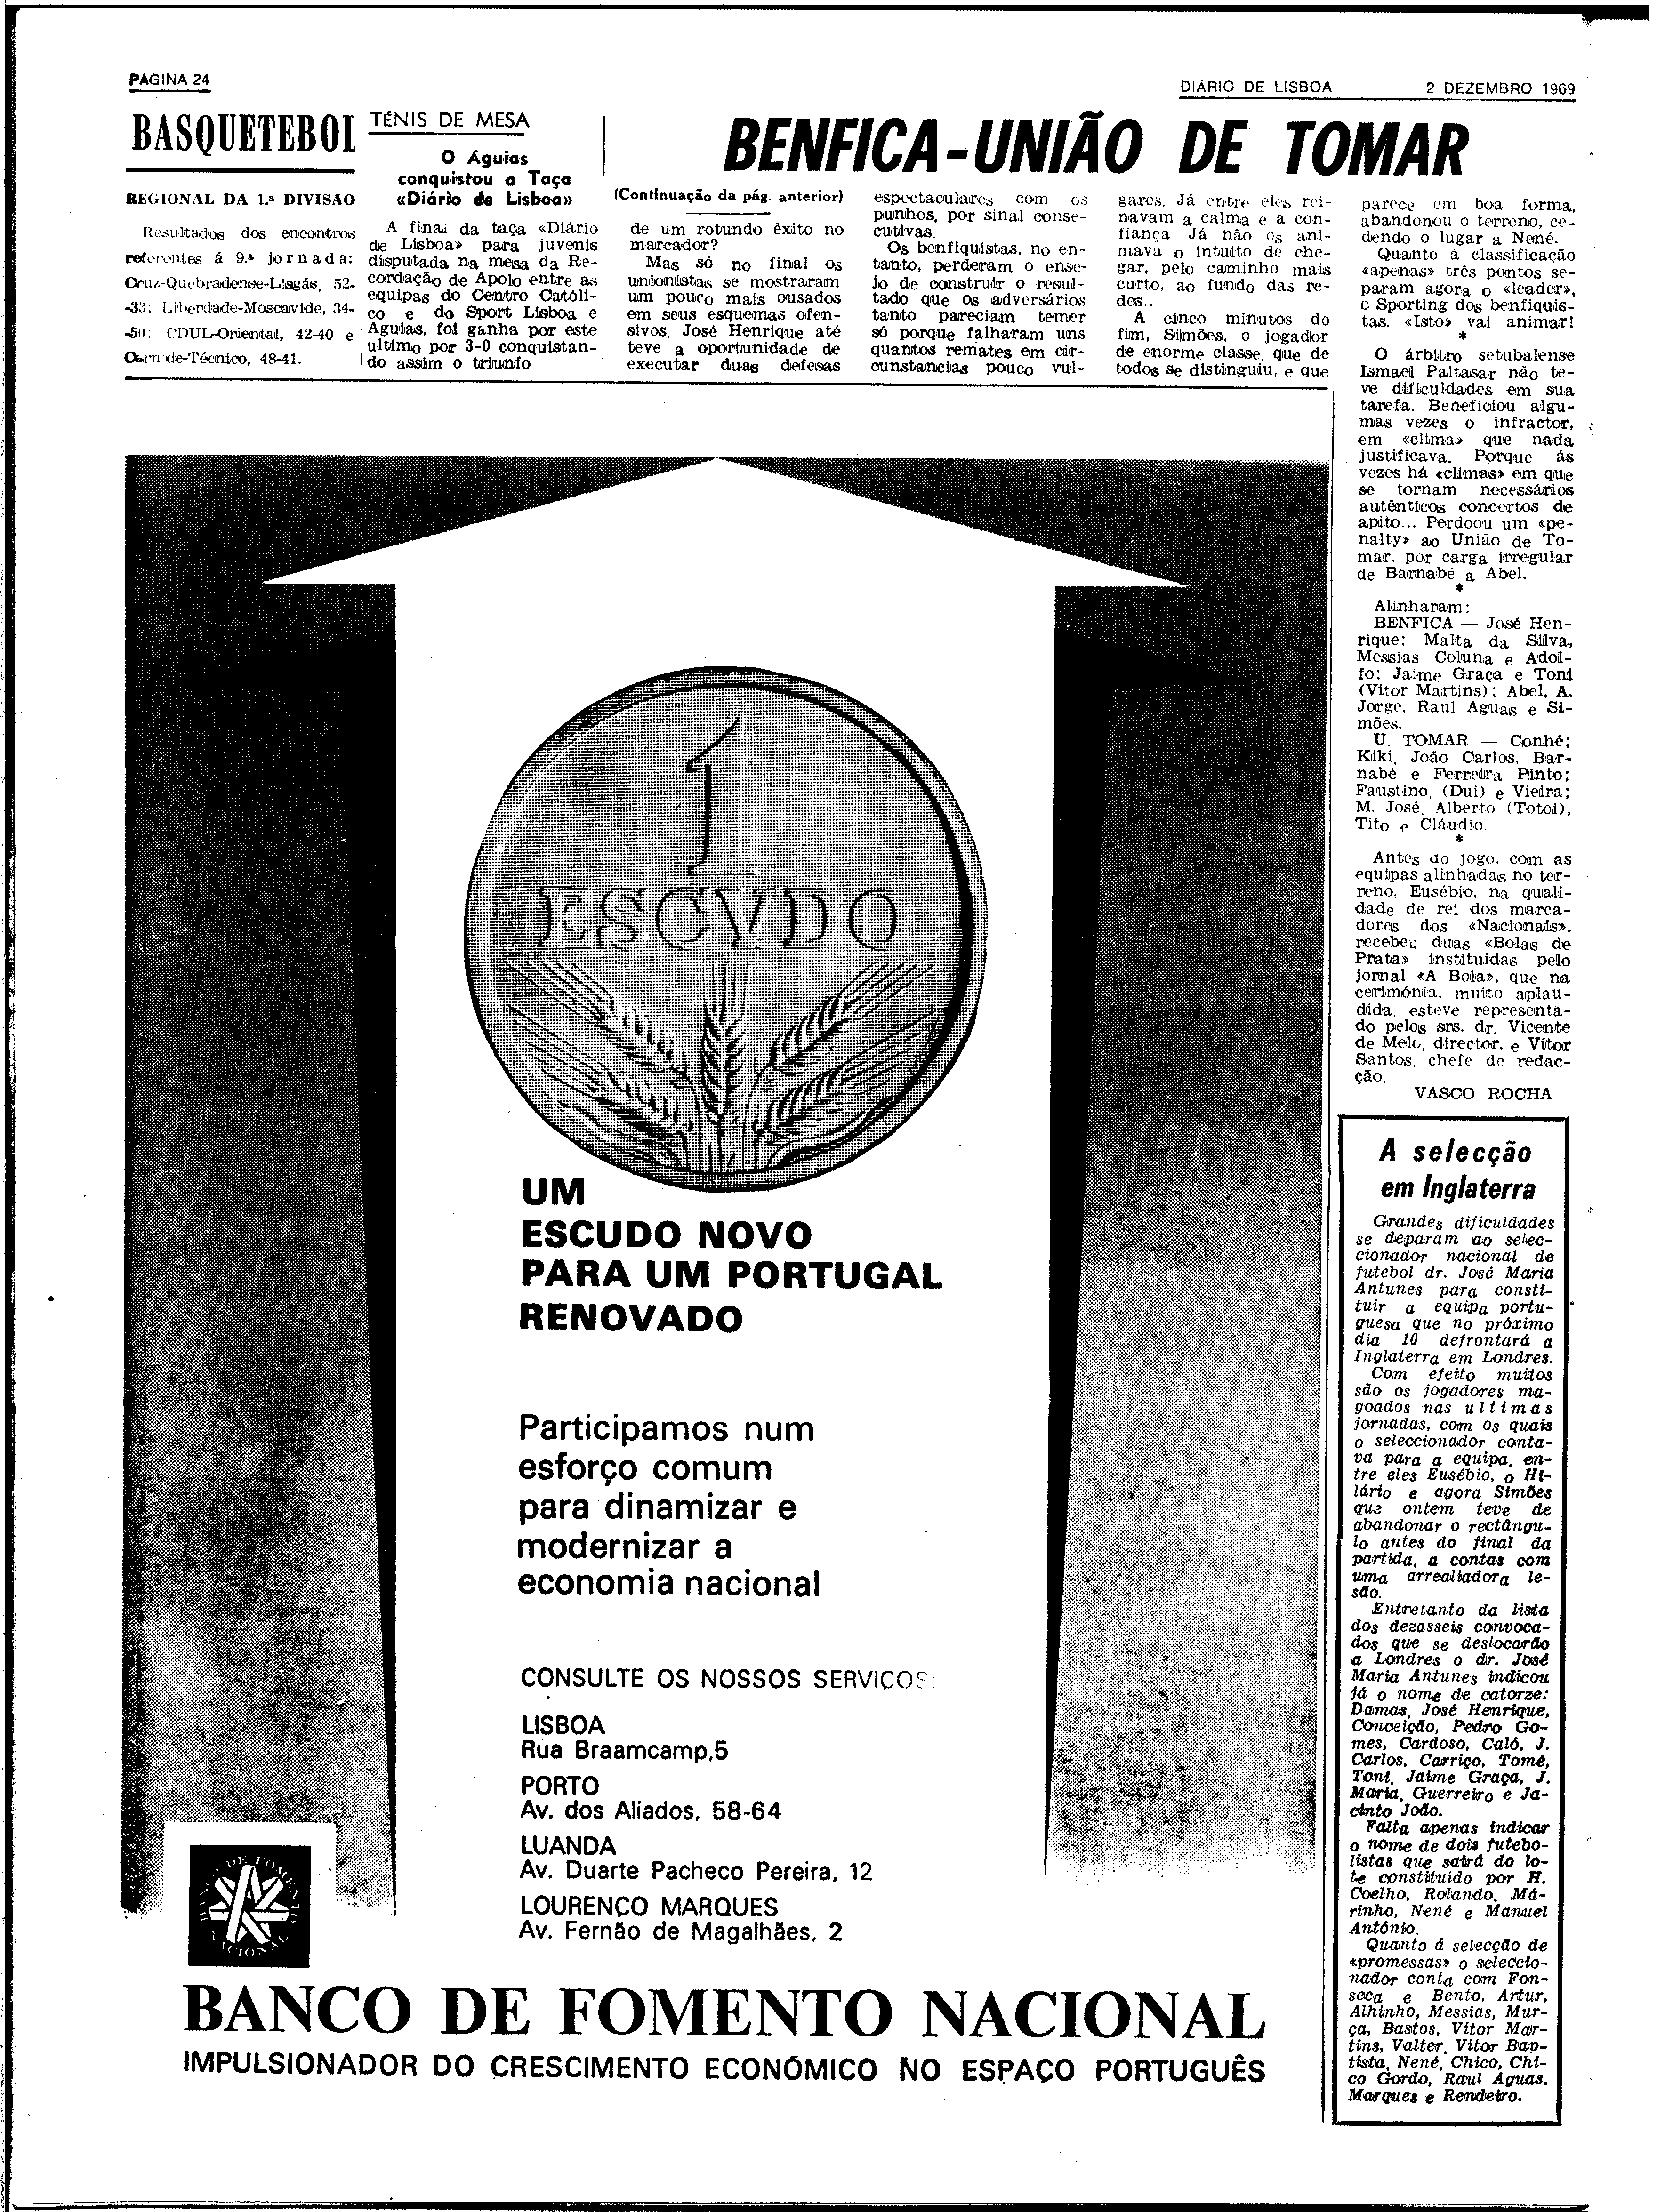 PAGINA 24
DIÁRIO DE LISBOA
2 DEZEMBRO 1969
BASQUETEBOL
REGIONAL DA 1.ª DIVISAO
Resultados dos encontros
referentes á 9.ª jornada:
Cruz-Quebradense-Lisgás, 52-
-33; Liberdade-Moscavide, 34-
-50; CDUL-Oriental, 42-40 e
Carnide-Técnico, 48-41.
TÉNIS DE MESA
O Águias
conquistou a Taça
«Diário de Lisboa»
A final da taça «Diário
de Lisboa» para juvenis
disputada na mesa da Re-
cordação de Apolo entre as
equipas do Centro Católi-
co e do Sport Lisboa e
Aguias, foi ganha por este
ultimo por 3-0 conquistan-
do assim o triunfo
BENFICA-UNIÃO DE TOMAR
(Continuação da pág. anterior)
de um rotundo êxito no
marcador?
Mas só no final os
unionistas se mostraram
um pouco mais ousados
em seus esquemas ofen-
sivos. José Henrique até
teve a oportunidade de
executar duas defesas
espectaculares com os
punhos, por sinal conse-
cutivas.
Os benfiquistas, no en-
tanto, perderam o ense-
jo de construir o resul-
tado que os adversários
tanto pareciam temer
só porque falharam uns
quantos remates em cir-
cunstancias pouco vul-
gares. Já entre eles rei-
navam a calma e a con-
fiança Já não os ani-
mava o intuito de che-
gar, pelo caminho mais
curto, ao fundo das re-
des...
A cinco minutos do
fim, Simões, o jogador
de enorme classe que de
todos se distinguiu, e que
parece em boa forma,
abandonou o terreno, ce-
dendo o lugar a Nené.
Quanto á classificação
«apenas» três pontos se-
param agora o «leader»,
c Sporting dos benfiquis-
tas. «Isto» vai animar!
*
O árbitro setubalense
Ismael Paltasar não te-
ve dificuldades em sua
tarefa. Beneficiou algu-
mas vezes o infractor,
em «clima» que nada
justificava. Porque ás
vezes há «climas» em que
se tornam necessários
autênticos concertos de
apito... Perdoou um «pe-
nalty» ao União de To-
mar, por carga irregular
de Barnabé a Abel.
*
Alinharam:
BENFICA — José Hen-
rique; Malta da Silva,
Messias Coluna e Adol-
fo; Jaime Graça e Toni
(Vitor Martins); Abel, A.
Jorge, Raul Aguas e Si-
mões.
U. TOMAR — Conhé;
Kiki, João Carlos, Bar-
nabé e Ferreira Pinto;
Faustino, (Dui) e Vieira;
M. José, Alberto (Totoi),
Tito e Cláudio
*
Antes do jogo, com as
equipas alinhadas no ter-
reno, Eusébio, na quali-
dade de rei dos marca-
dores dos «Nacionais»,
recebeu duas «Bolas de
Prata» instituidas pelo
jornal «A Bola», que na
cerimónia, muito aplau-
dida, esteve representa-
do pelos srs. dr. Vicente
de Melo, director, e Vitor
Santos, chefe de redac-
ção.
VASCO ROCHA
A selecção
em Inglaterra
Grandes dificuldades
se deparam ao selec-
cionador nacional de
futebol dr. José Maria
Antunes para consti-
tuir a equipa portu-
guesa que no próximo
dia 10 defrontará a
Inglaterra em Londres.
Com efeito muitos
são os jogadores ma-
goados nas ultimas
jornadas, com os quais
o seleccionador conta-
va para a equipa, en-
tre eles Eusébio, o Hi-
lário e agora Simões
que ontem teve de
abandonar o rectângu-
lo antes do final da
partida, a contas com
uma arreliadora le-
são.
Entretanto da lista
dos dezasseis convoca-
dos que se deslocarão
a Londres o dr. José
Maria Antunes indicou
já o nome de catorze:
Damas, José Henrique,
Conceição, Pedro Go-
mes, Cardoso, Caló, J.
Carlos, Carriço, Tomé,
Toni, Jaime Graça, J.
Maria, Guerreiro e Ja-
cinto João.
Falta apenas indicar
o nome de dois futebo-
listas que sairá do lo-
te constituido por H.
Coelho, Rolando, Má-
rinho, Nené e Manuel
António.
Quanto á selecção de
«promessas» o seleccio-
nador conta com Fon-
seca e Bento, Artur,
Alhinho, Messias, Mur-
ça, Bastos, Vitor Mar-
tins, Valter, Vitor Bap-
tista, Nené, Chico, Chi-
co Gordo, Raul Aguas.
Marques e Rendeiro.
1
ESCVDO
UM
ESCUDO NOVO
PARA UM PORTUGAL
RENOVADO
Participamos num
esforço comum
para dinamizar e
modernizar a
economia nacional
CONSULTE OS NOSSOS SERVIÇOS:
LISBOA
Rua Braamcamp,5
PORTO
Av. dos Aliados, 58-64
LUANDA
Av. Duarte Pacheco Pereira, 12
LOURENÇO MARQUES
Av. Fernão de Magalhães, 2
BANCO DE FOMENTO NACIONAL
BANCO DE FOMENTO NACIONAL
IMPULSIONADOR DO CRESCIMENTO ECONÓMICO NO ESPAÇO PORTUGUÊS